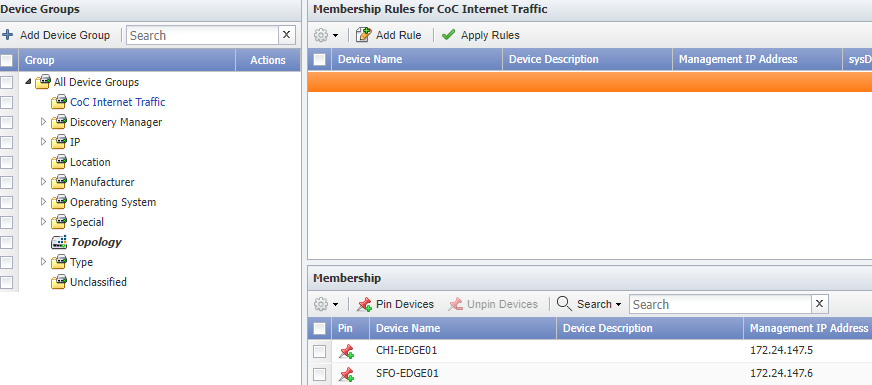 Device Groups
Add Device Group Search X
Group Actions
All Device Groups
CoC Internet Traffic
Discovery Manager
IP
Location
Manufacturer
Operating System
Special
Topology
Type
Unclassified
Membership Rules for CoC Internet Traffic
Add Rule Apply Rules
Device Name Device Description Management IP Address sysD
Membership
Pin Devices Unpin Devices Search Search X
Pin Device Name Device Description Management IP Address
CHI-EDGE01 172.24.147.5
SFO-EDGE01 172.24.147.6